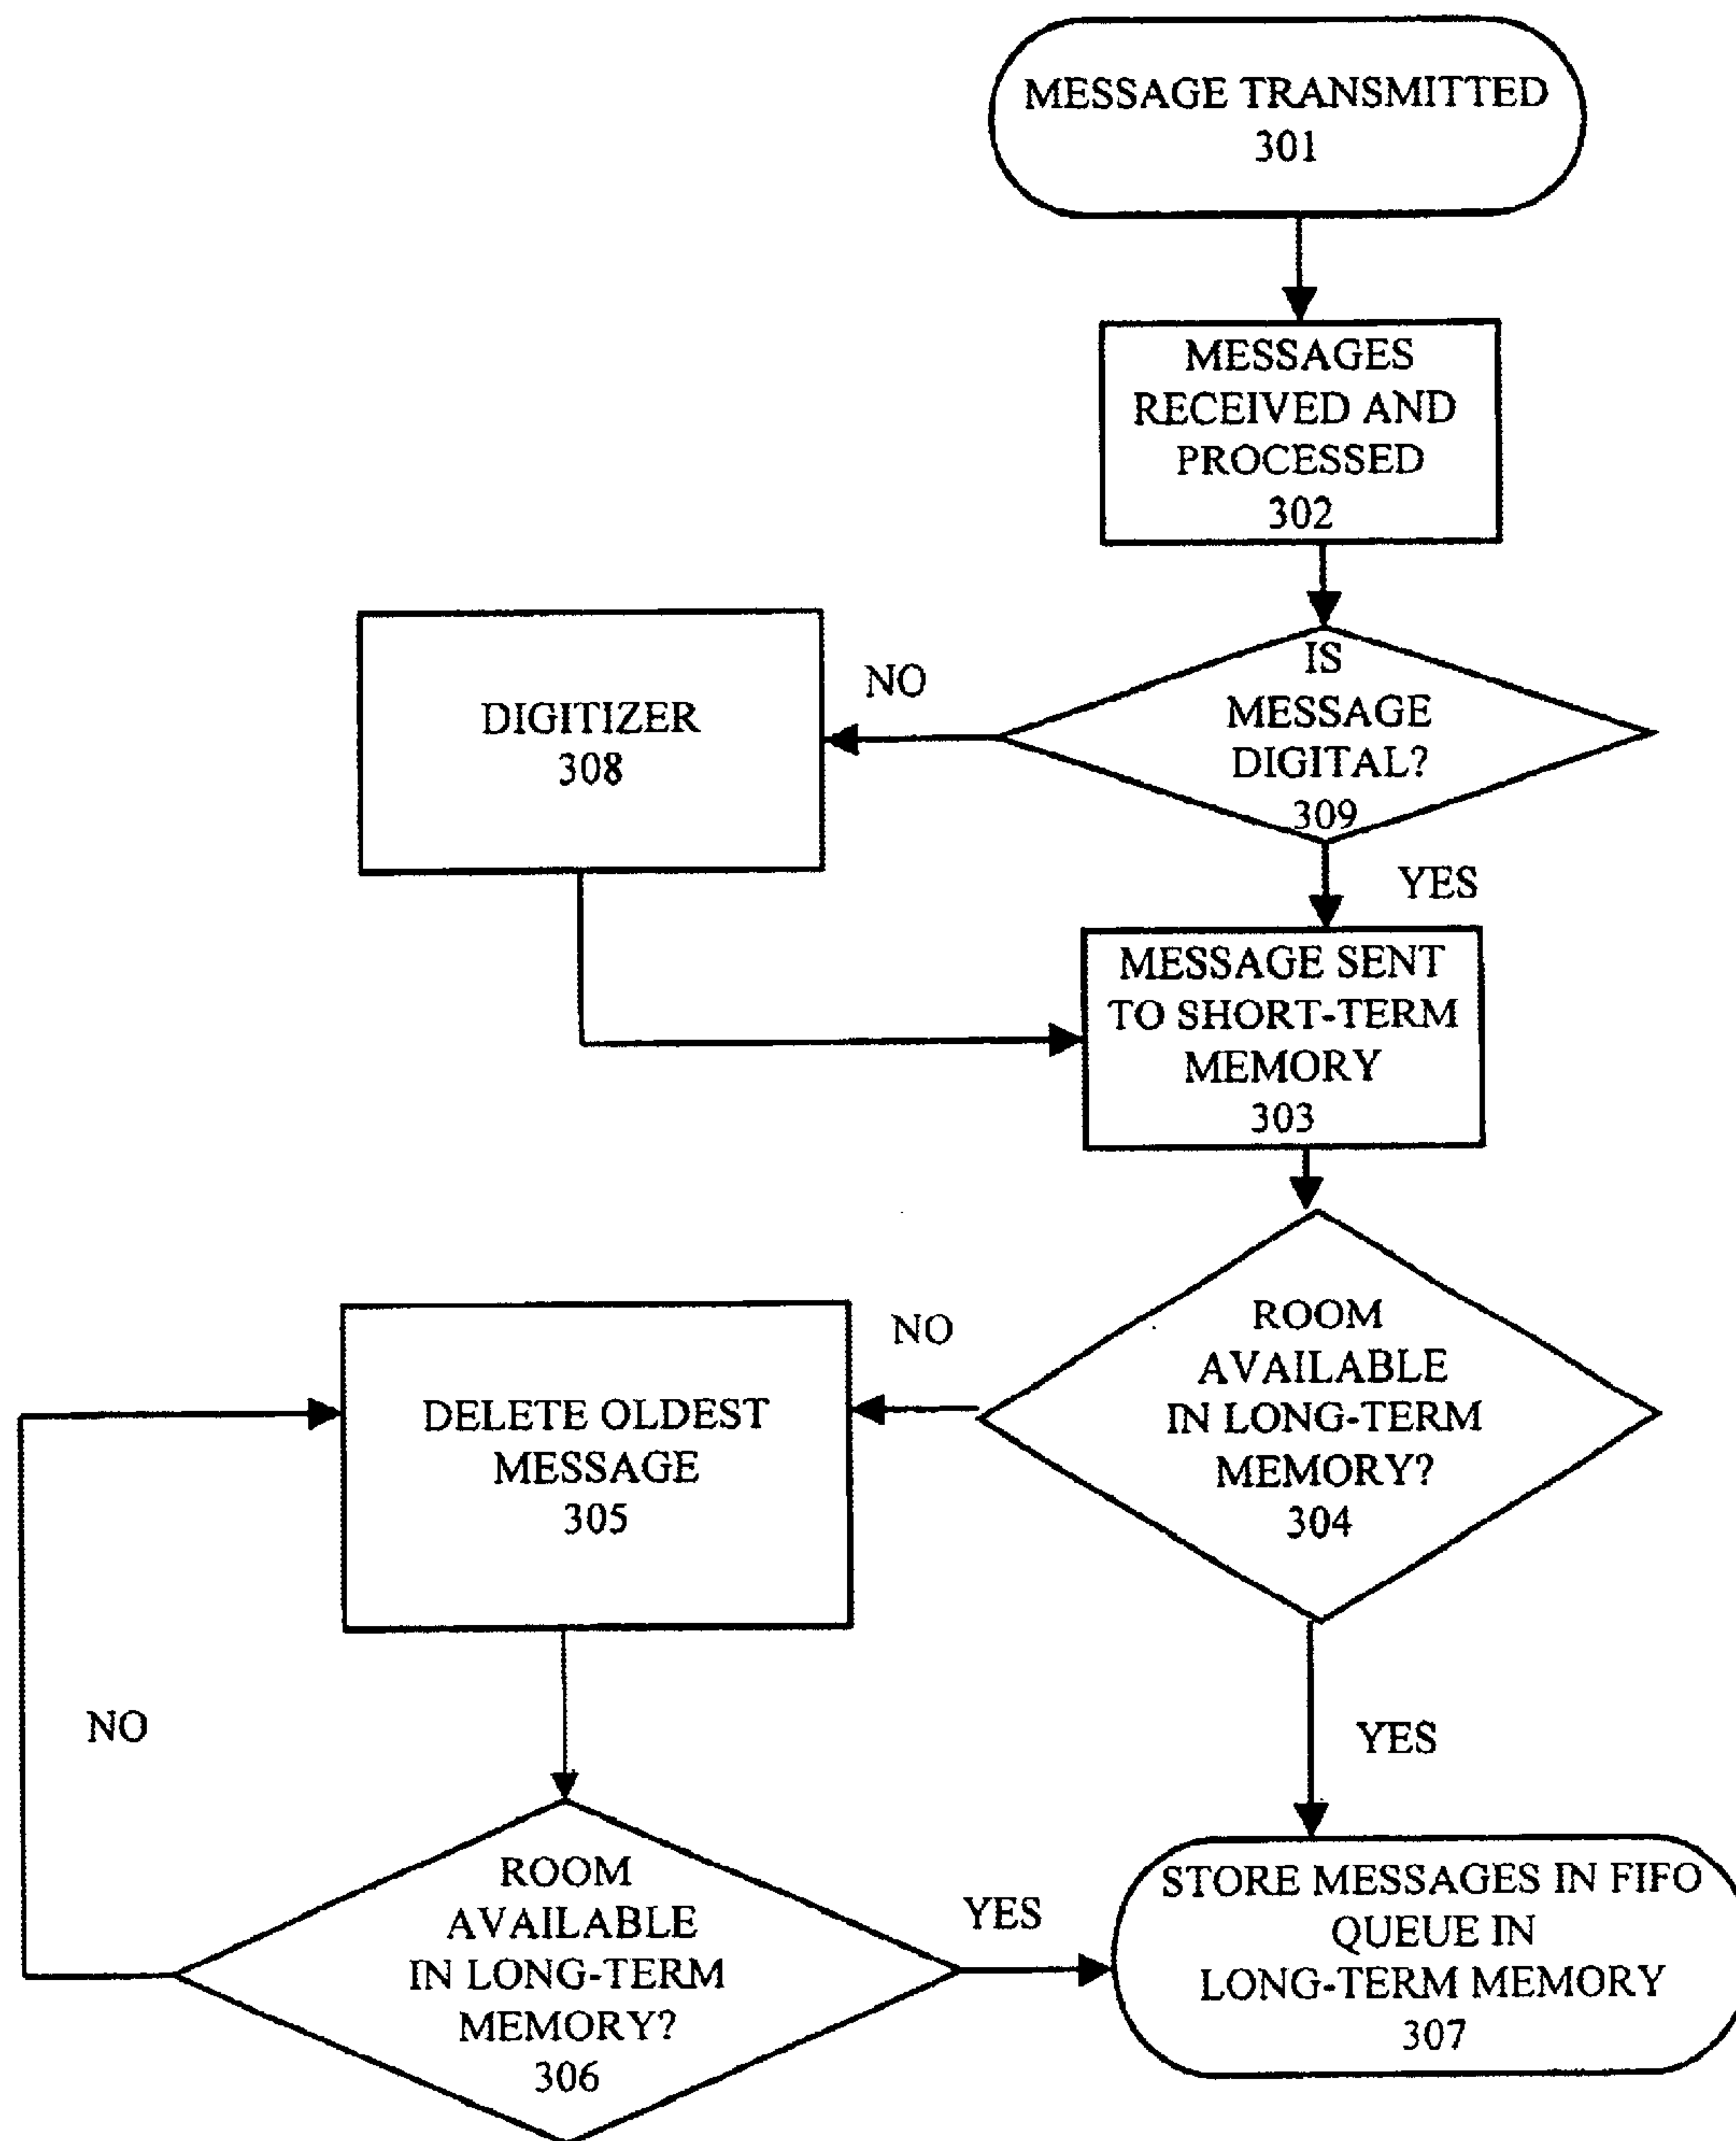 MESSAGE TRANSMITTED
301
MESSAGES
RECEIVED AND
PROCESSED
302
IS
MESSAGE
DIGITAL?
309
NO
DIGITIZER
308
YES
MESSAGE SENT
TO SHORT-TERM
MEMORY
303
ROOM
AVAILABLE
IN LONG-TERM
MEMORY?
304
NO
DELETE OLDEST
MESSAGE
305
NO
YES
ROOM
AVAILABLE
IN LONG-TERM
MEMORY?
306
YES
STORE MESSAGES IN FIFO
QUEUE IN
LONG-TERM MEMORY
307